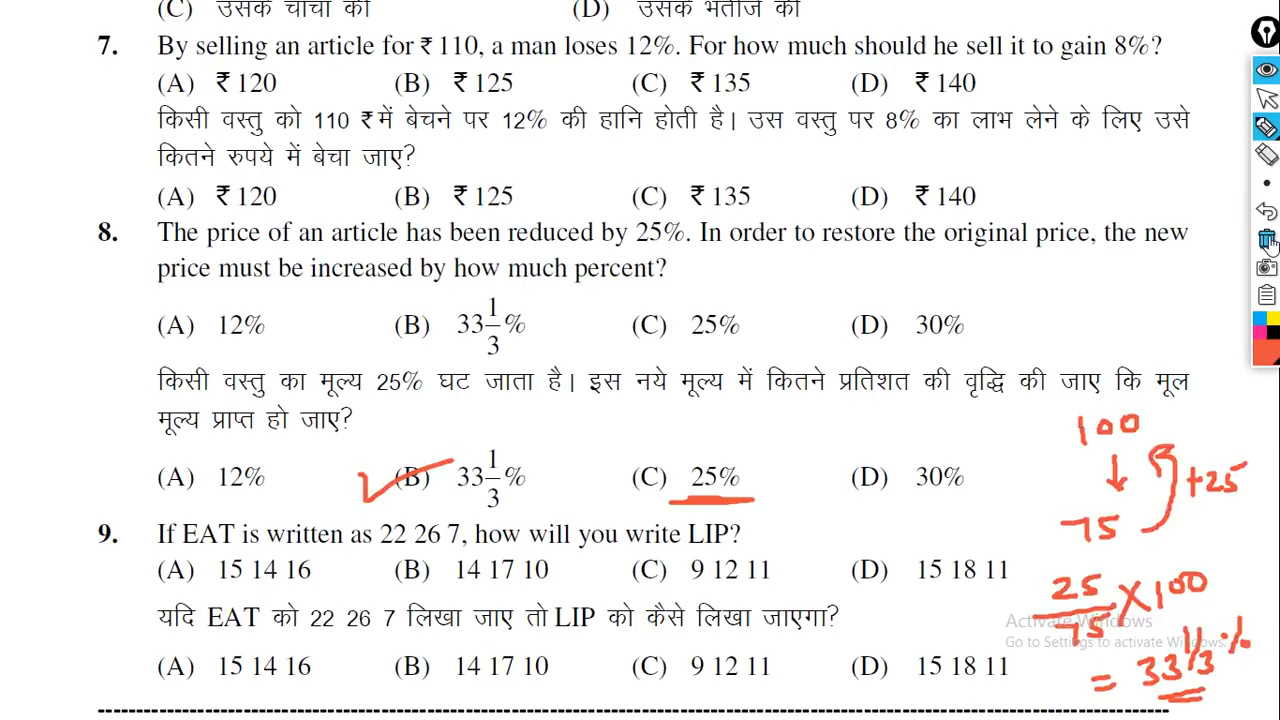 (C) उसके चाचा की (D) उसके भतीजे की
7. By selling an article for ₹ 110, a man loses 12%. For how much should he sell it to gain 8%?
(A) ₹ 120 (B) ₹ 125 (C) ₹ 135 (D) ₹ 140
किसी वस्तु को 110 ₹ में बेचने पर 12% की हानि होती है। उस वस्तु पर 8% का लाभ लेने के लिए उसे
कितने रुपये में बेचा जाए?
(A) ₹ 120 (B) ₹ 125 (C) ₹ 135 (D) ₹ 140
8. The price of an article has been reduced by 25%. In order to restore the original price, the new
price must be increased by how much percent?
(A) 12% (B) 33 1/3 % (C) 25% (D) 30%
किसी वस्तु का मूल्य 25% घट जाता है। इस नये मूल्य में कितने प्रतिशत की वृद्धि की जाए कि मूल
मूल्य प्राप्त हो जाए?
100
(A) 12% (B) 33 1/3 % (C) 25% (D) 30%
+25
75
9. If EAT is written as 22 26 7, how will you write LIP?
(A) 15 14 16 (B) 14 17 10 (C) 9 12 11 (D) 15 18 11
25/75 × 100
यदि EAT को 22 26 7 लिखा जाए तो LIP को कैसे लिखा जाएगा?
Activate Windows
Go to Settings to activate Windows.
(A) 15 14 16 (B) 14 17 10 (C) 9 12 11 (D) 15 18 11
= 33 1/3 %